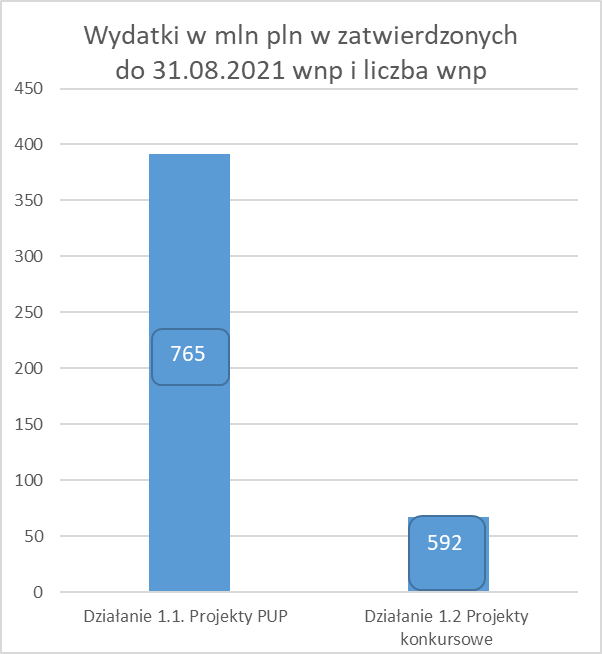 Wydatki w mln pln w zatwierdzonych
do 31.08.2021 wnp i liczba wnp
450
400
350
300
250
200
150
100
50
0
765
592
Działanie 1.1. Projekty PUP
Działanie 1.2 Projekty
konkursowe